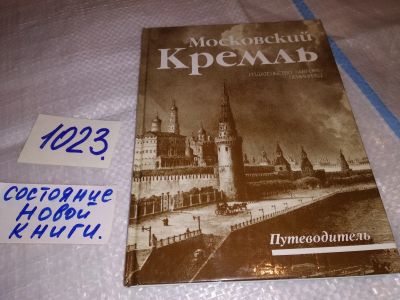 Московский
Кремль
Путеводитель
1023.
состояние
новой
книги.